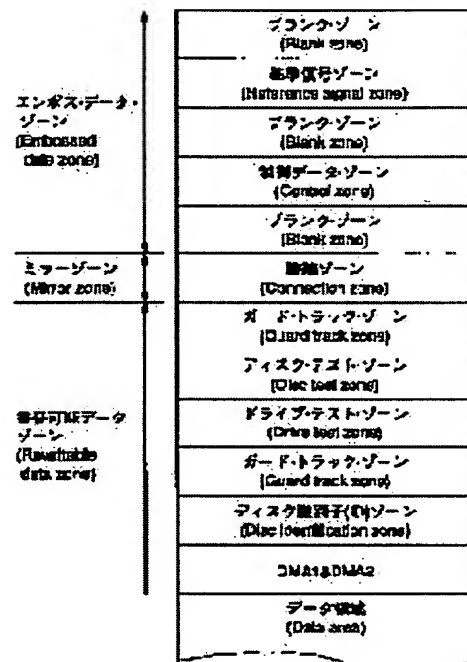 ブランク・ゾーン
(Blank zone)
基準信号ゾーン
(Reference signal zone)
エンボス・データ・
ゾーン
(Embossed
data zone)
ブランク・ゾーン
(Blank zone)
制御データ・ゾーン
(Control zone)
ブランク・ゾーン
(Blank zone)
ミラーゾーン
(Mirror zone)
接続ゾーン
(Connection zone)
ガード・トラック・ゾーン
(Guard track zone)
ディスク・テスト・ゾーン
(Disc test zone)
書換可能データ
ゾーン
(Rewritable
data zone)
ドライブ・テスト・ゾーン
(Drive test zone)
ガード・トラック・ゾーン
(Guard track zone)
ディスク識別子(ID)ゾーン
(Disc identification zone)
DMA1&DMA2
データ領域
(Data area)